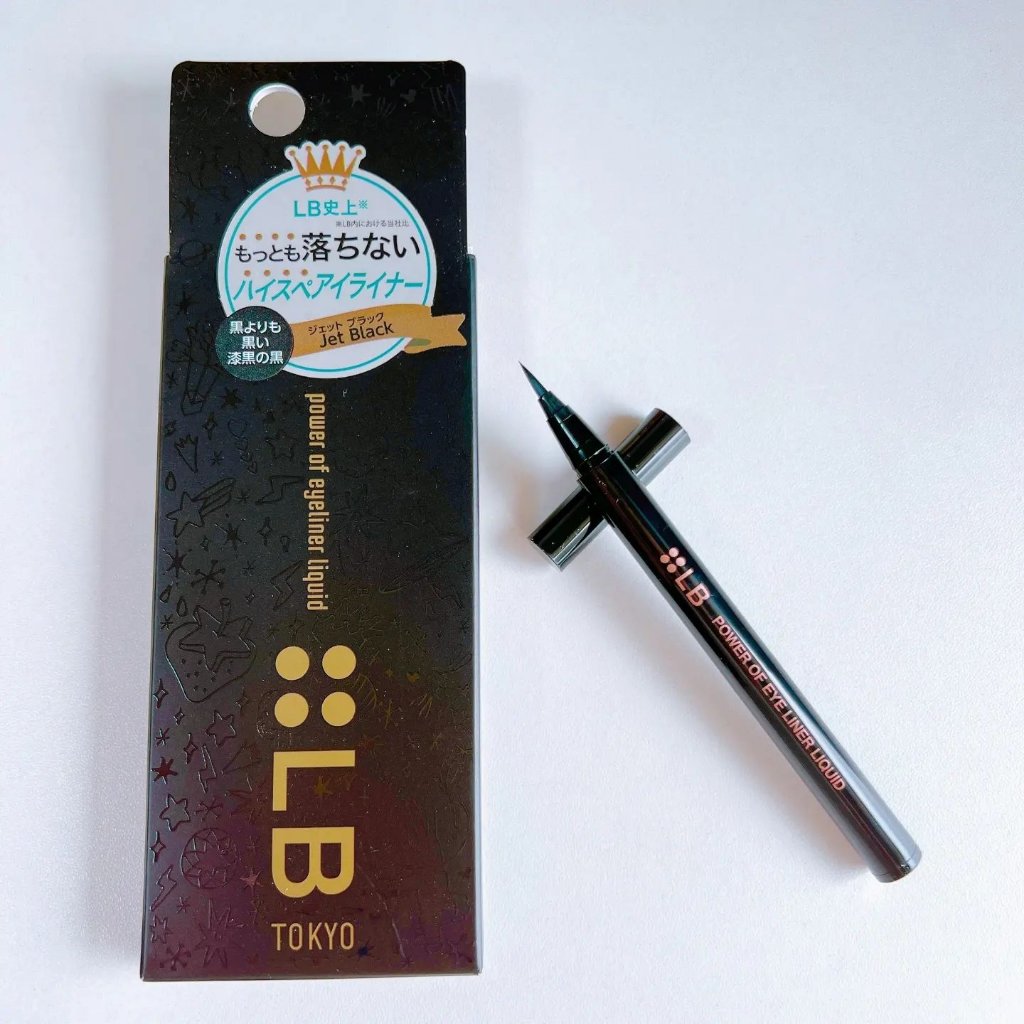 LB史上※
※LB内における当社比
もっとも落ちない
ハイスペアイライナー
ジェット ブラック
Jet Black
黒よりも
黒い
漆黒の黒
power of eyeliner liquid
LB
TOKYO
LB POWER OF EYE LINER LIQUID